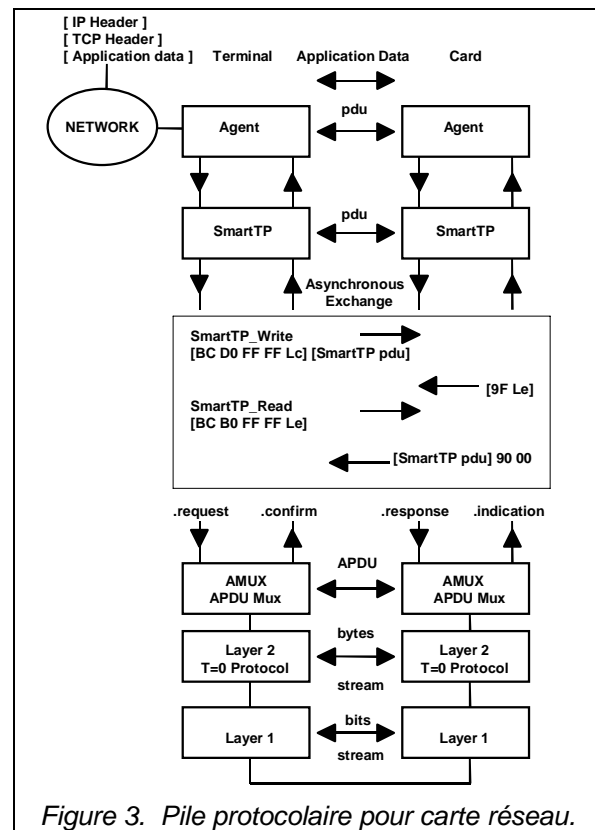 [ IP Header ]
[ TCP Header ]
[ Application data ]
Terminal
Application Data
Card
NETWORK
Agent
pdu
Agent
SmartTP
pdu
SmartTP
Asynchronous
Exchange
SmartTP_Write
[BC D0 FF FF Lc] [SmartTP pdu]
[9F Le]
SmartTP_Read
[BC B0 FF FF Le]
[SmartTP pdu] 90 00
.request
.confirm
.response
.indication
APDU
AMUX
APDU Mux
AMUX
APDU Mux
bytes
Layer 2
T=0 Protocol
Layer 2
T=0 Protocol
stream
bits
Layer 1
Layer 1
stream
Figure 3. Pile protocolaire pour carte réseau.